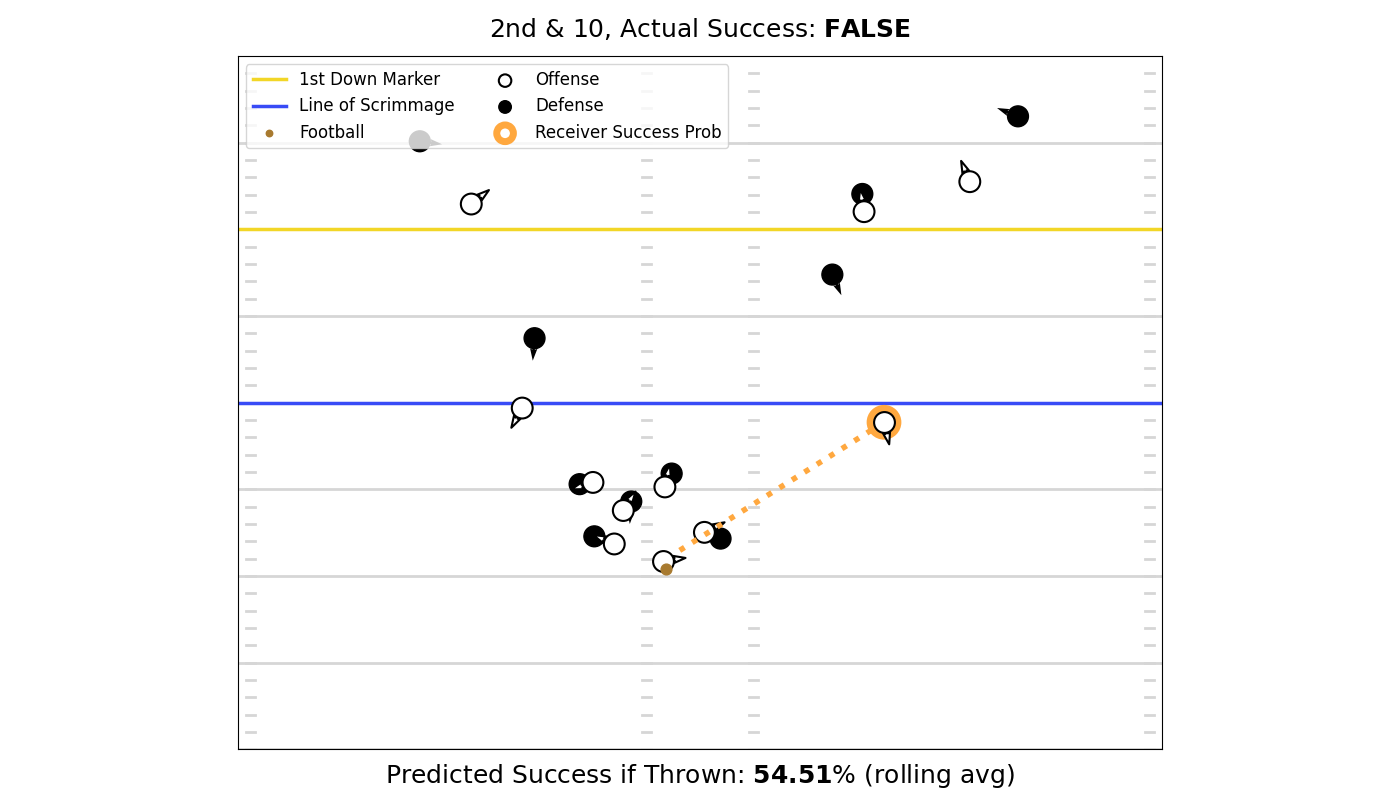 2nd & 10, Actual Success: FALSE
1st Down Marker
Line of Scrimmage
Football
Offense
Defense
Receiver Success Prob
Predicted Success if Thrown: 54.51% (rolling avg)